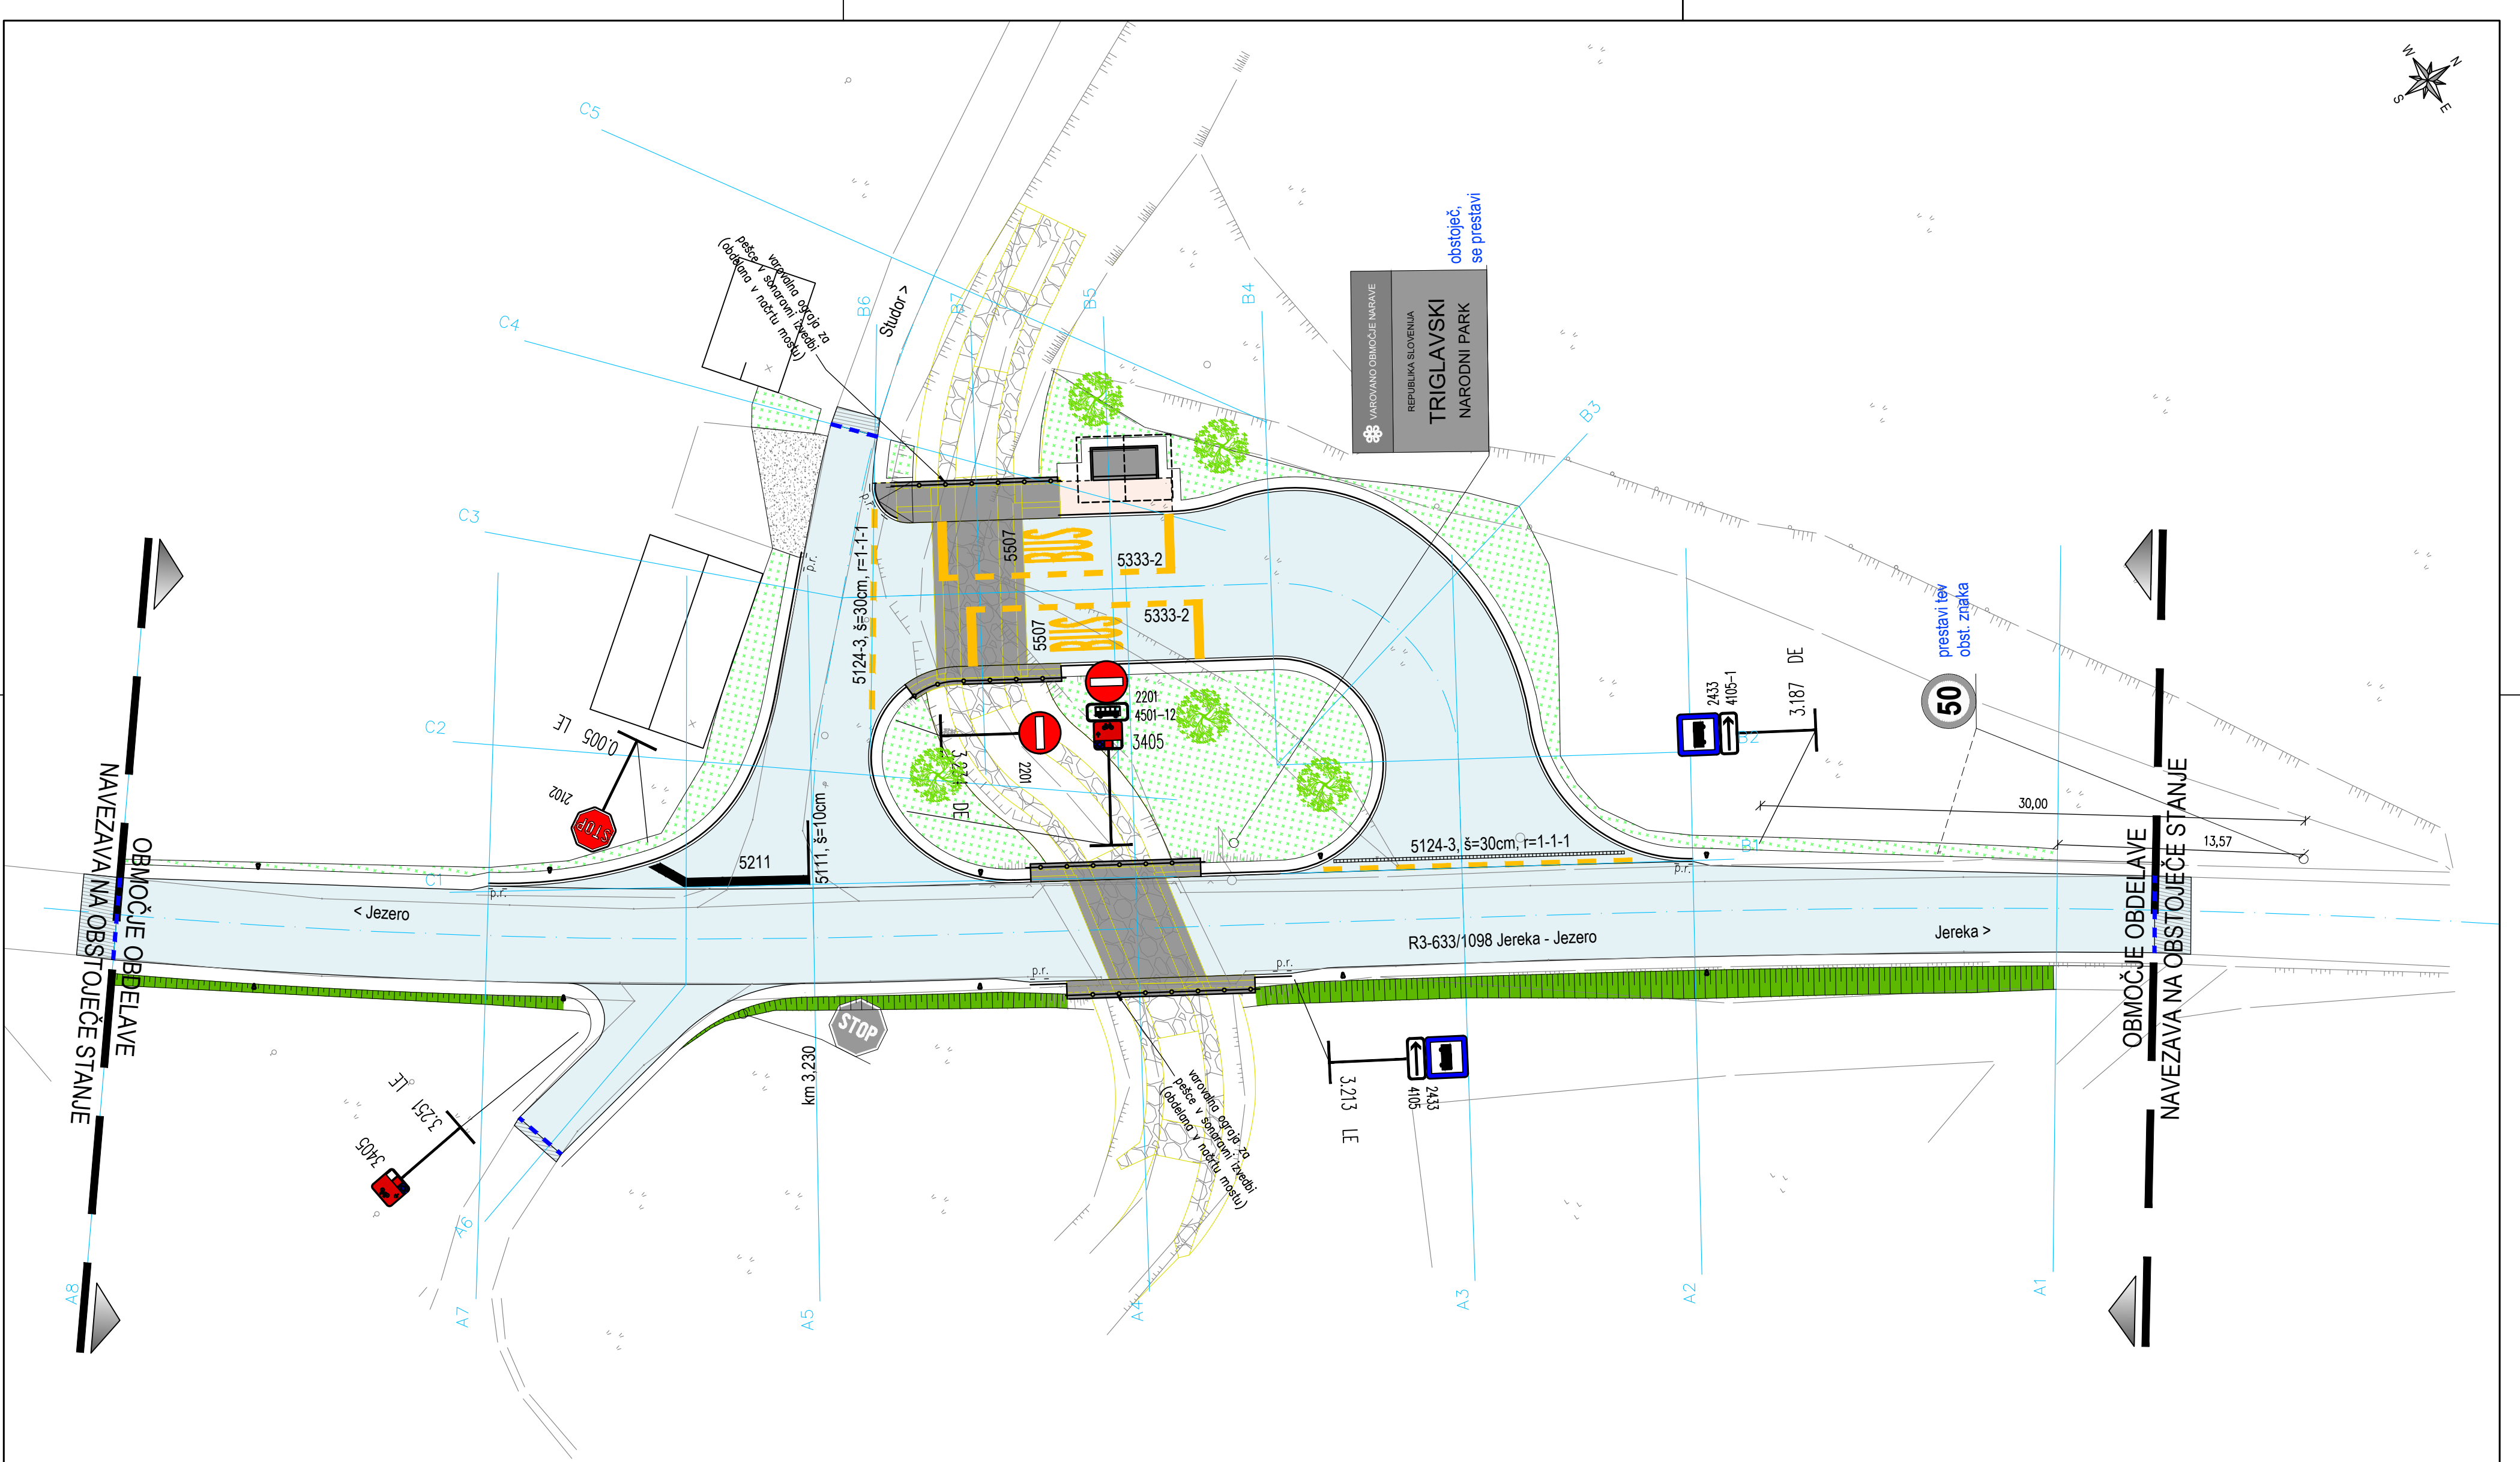 W
N
S
E
C5
C4
C3
C2
C1
B6
B7
B5
B4
B3
B2
B1
Studor >
varovalna ograja za
pešce v sonaravni izvedbi
(obdelana v načrtu mostu)
obstoječ,
se prestavi
VAROVANO OBMOČJE NARAVE
REPUBLIKA SLOVENIJA
TRIGLAVSKI
NARODNI PARK
p.r.
p.r.
5124-3, š=30cm, r=1-1-1
5507
BUS
5333-2
5507
BUS
5333-2
2201
4501-12
3405
2201
3.231 DE
0.005 LE
2102
STOP
5211
5111, š=10cm
5124-3, š=30cm, r=1-1-1
2433
4105-1
3.187 DE
prestavi tev
obst. znaka
50
30,00
13,57
p.r.
p.r.
p.r.
p.r.
NAVEZAVA NA OBSTOJEČE STANJE
OBMOČJE OBDELAVE
OBMOČJE OBDELAVE
NAVEZAVA NA OBSTOJEČE STANJE
< Jezero
R3-633/1098 Jereka - Jezero
Jereka >
STOP
km 3,230
3.251 LE
3405
varovalna ograja za
pešce v sonaravni izvedbi
(obdelana v načrtu mostu)
3.213 LE
4105
2433
A8
A7
A6
A5
A4
A3
A2
A1